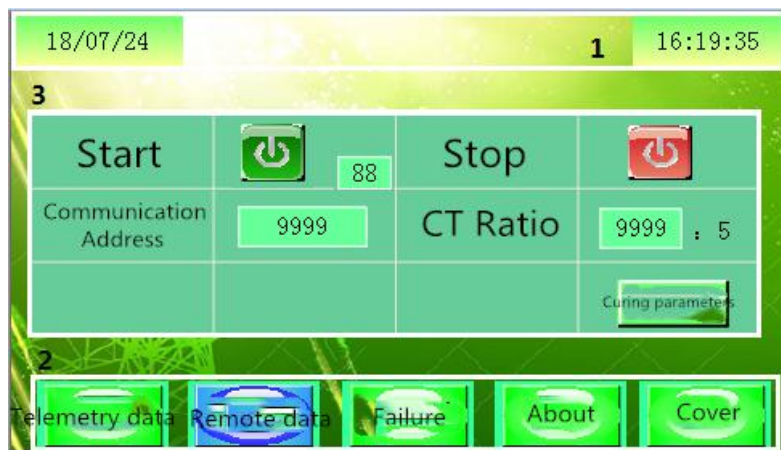 18/07/24 1 16:19:35
3
Start 88 Stop
Communication
Address 9999 CT Ratio 9999 : 5
Curing parameters
2
Telemetry data Remote data Failure About Cover